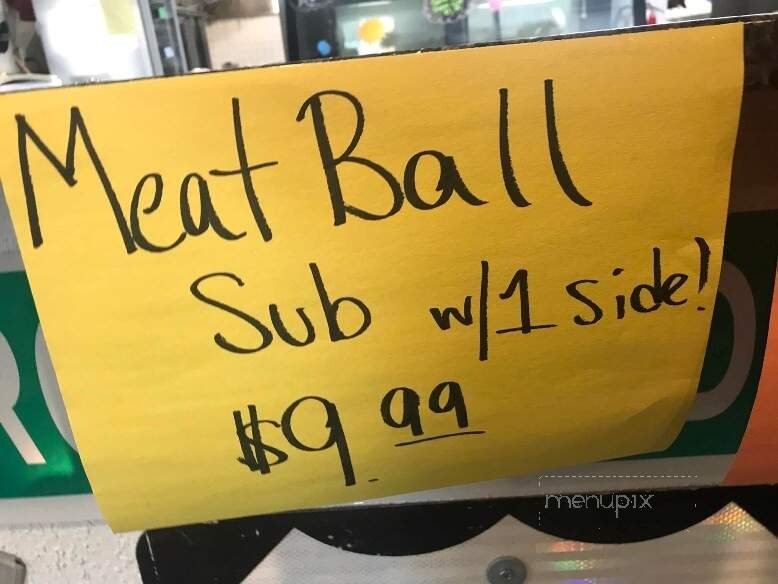 Meat Ball
Sub w/1 side!
$9.99
menupix